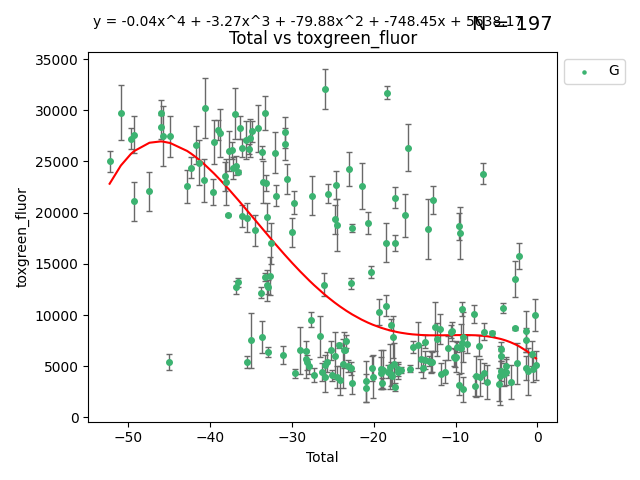 y = -0.04x^4 + -3.27x^3 + -79.88x^2 + -748.45x + 5638.17
N = 197
Total vs toxgreen_fluor
G
35000
30000
25000
20000
15000
10000
5000
0
toxgreen_fluor
−50 −40 −30 −20 −10 0
Total